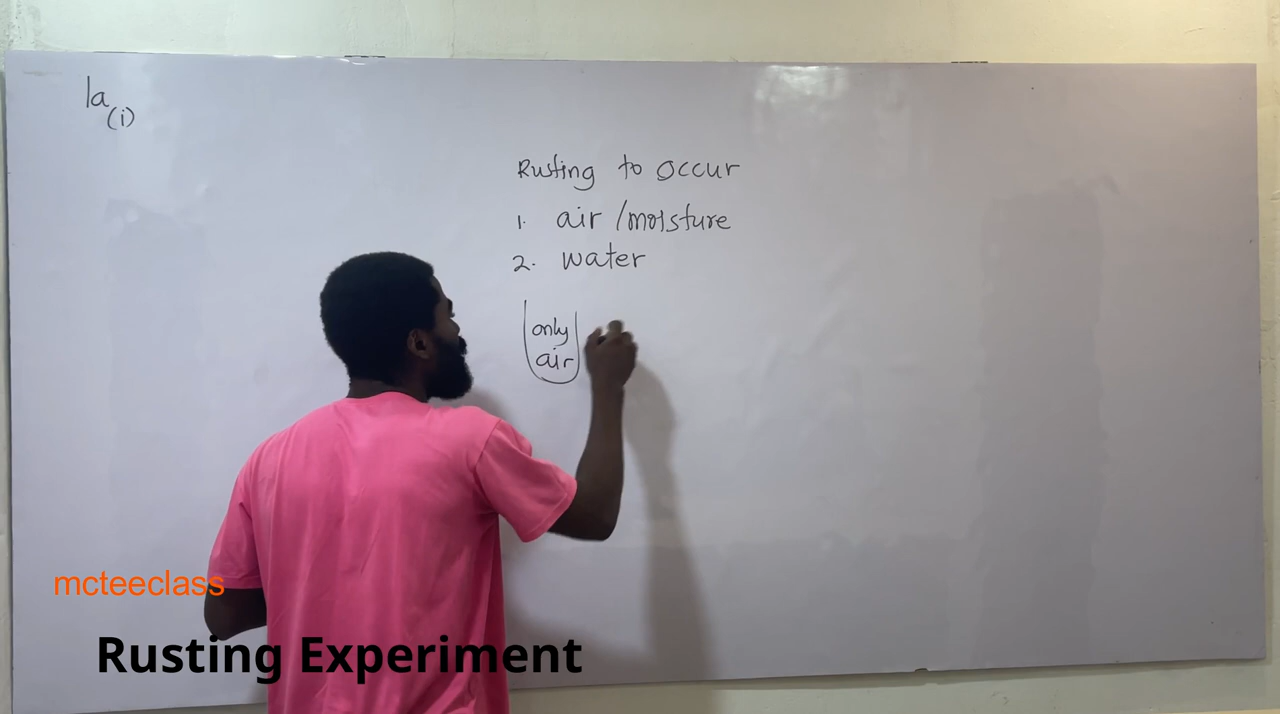 1a
(i)
Rusting to occur
1. air/moisture
2. water
only
air
mcteeclass
Rusting Experiment